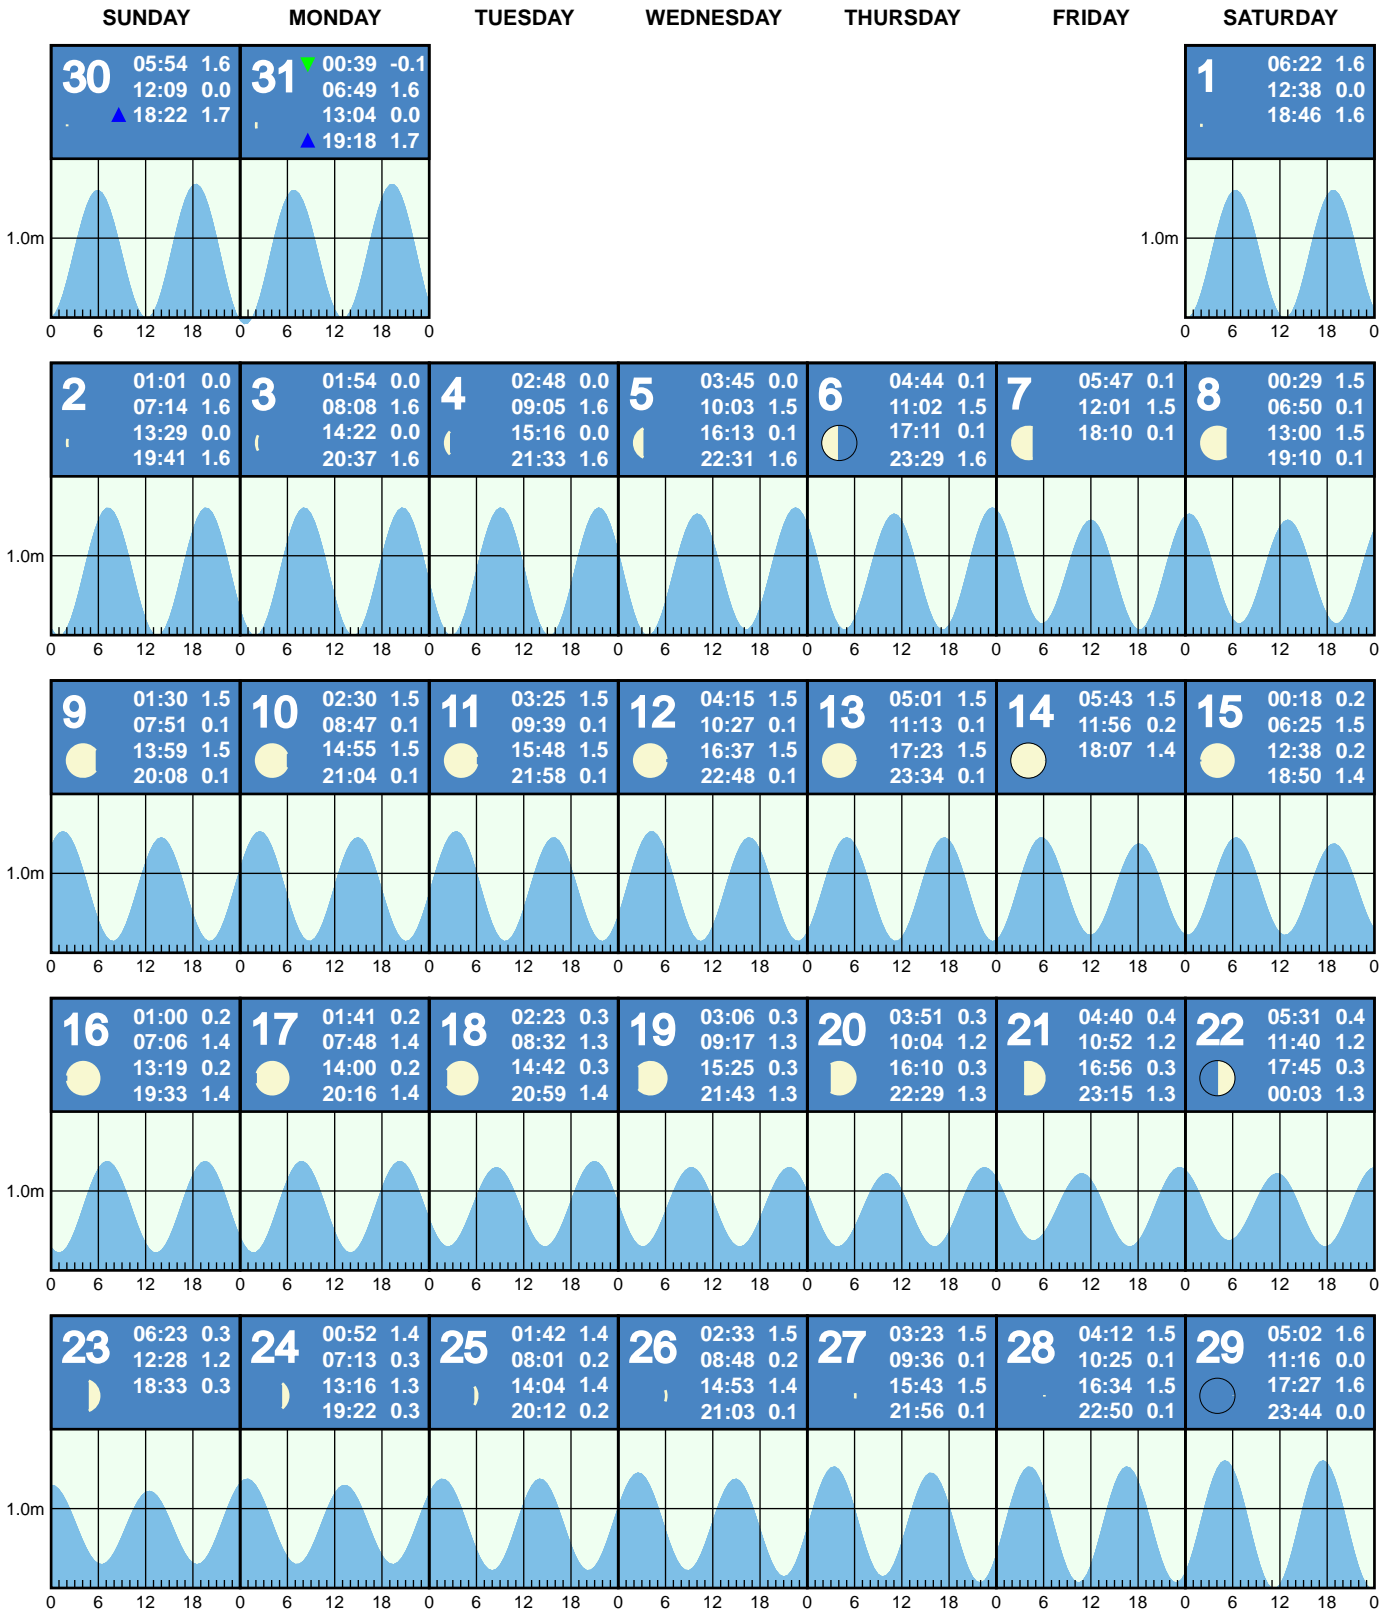 SUNDAY MONDAY TUESDAY WEDNESDAY THURSDAY FRIDAY SATURDAY
30 05:54 1.6
12:09 0.0
18:22 1.7
31 00:39 -0.1
06:49 1.6
13:04 0.0
19:18 1.7
1 06:22 1.6
12:38 0.0
18:46 1.6
1.0m 1.0m
0 6 12 18 0 6 12 18 0 0 6 12 18 0
2 01:01 0.0
07:14 1.6
13:29 0.0
19:41 1.6
3 01:54 0.0
08:08 1.6
14:22 0.0
20:37 1.6
4 02:48 0.0
09:05 1.6
15:16 0.0
21:33 1.6
5 03:45 0.0
10:03 1.5
16:13 0.1
22:31 1.6
6 04:44 0.1
11:02 1.5
17:11 0.1
23:29 1.6
7 05:47 0.1
12:01 1.5
18:10 0.1
8 00:29 1.5
06:50 0.1
13:00 1.5
19:10 0.1
1.0m
0 6 12 18 0 6 12 18 0 6 12 18 0 6 12 18 0 6 12 18 0 6 12 18 0 6 12 18 0
9 01:30 1.5
07:51 0.1
13:59 1.5
20:08 0.1
10 02:30 1.5
08:47 0.1
14:55 1.5
21:04 0.1
11 03:25 1.5
09:39 0.1
15:48 1.5
21:58 0.1
12 04:15 1.5
10:27 0.1
16:37 1.5
22:48 0.1
13 05:01 1.5
11:13 0.1
17:23 1.5
23:34 0.1
14 05:43 1.5
11:56 0.2
18:07 1.4
15 00:18 0.2
06:25 1.5
12:38 0.2
18:50 1.4
1.0m
0 6 12 18 0 6 12 18 0 6 12 18 0 6 12 18 0 6 12 18 0 6 12 18 0 6 12 18 0
16 01:00 0.2
07:06 1.4
13:19 0.2
19:33 1.4
17 01:41 0.2
07:48 1.4
14:00 0.2
20:16 1.4
18 02:23 0.3
08:32 1.3
14:42 0.3
20:59 1.4
19 03:06 0.3
09:17 1.3
15:25 0.3
21:43 1.3
20 03:51 0.3
10:04 1.2
16:10 0.3
22:29 1.3
21 04:40 0.4
10:52 1.2
16:56 0.3
23:15 1.3
22 05:31 0.4
11:40 1.2
17:45 0.3
00:03 1.3
1.0m
0 6 12 18 0 6 12 18 0 6 12 18 0 6 12 18 0 6 12 18 0 6 12 18 0 6 12 18 0
23 06:23 0.3
12:28 1.2
18:33 0.3
24 00:52 1.4
07:13 0.3
13:16 1.3
19:22 0.3
25 01:42 1.4
08:01 0.2
14:04 1.4
20:12 0.2
26 02:33 1.5
08:48 0.2
14:53 1.4
21:03 0.1
27 03:23 1.5
09:36 0.1
15:43 1.5
21:56 0.1
28 04:12 1.5
10:25 0.1
16:34 1.5
22:50 0.1
29 05:02 1.6
11:16 0.0
17:27 1.6
23:44 0.0
1.0m
0 6 12 18 0 6 12 18 0 6 12 18 0 6 12 18 0 6 12 18 0 6 12 18 0 6 12 18 0